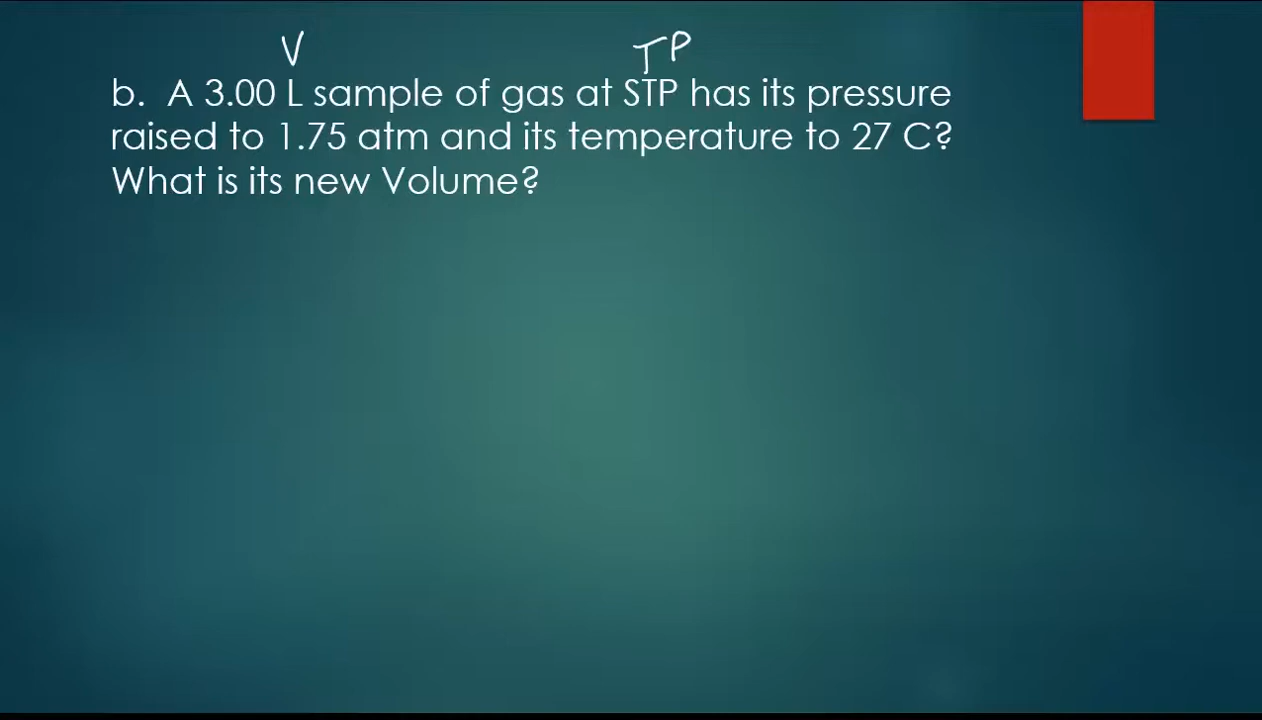 V TP
b. A 3.00 L sample of gas at STP has its pressure
raised to 1.75 atm and its temperature to 27 C?
What is its new Volume?